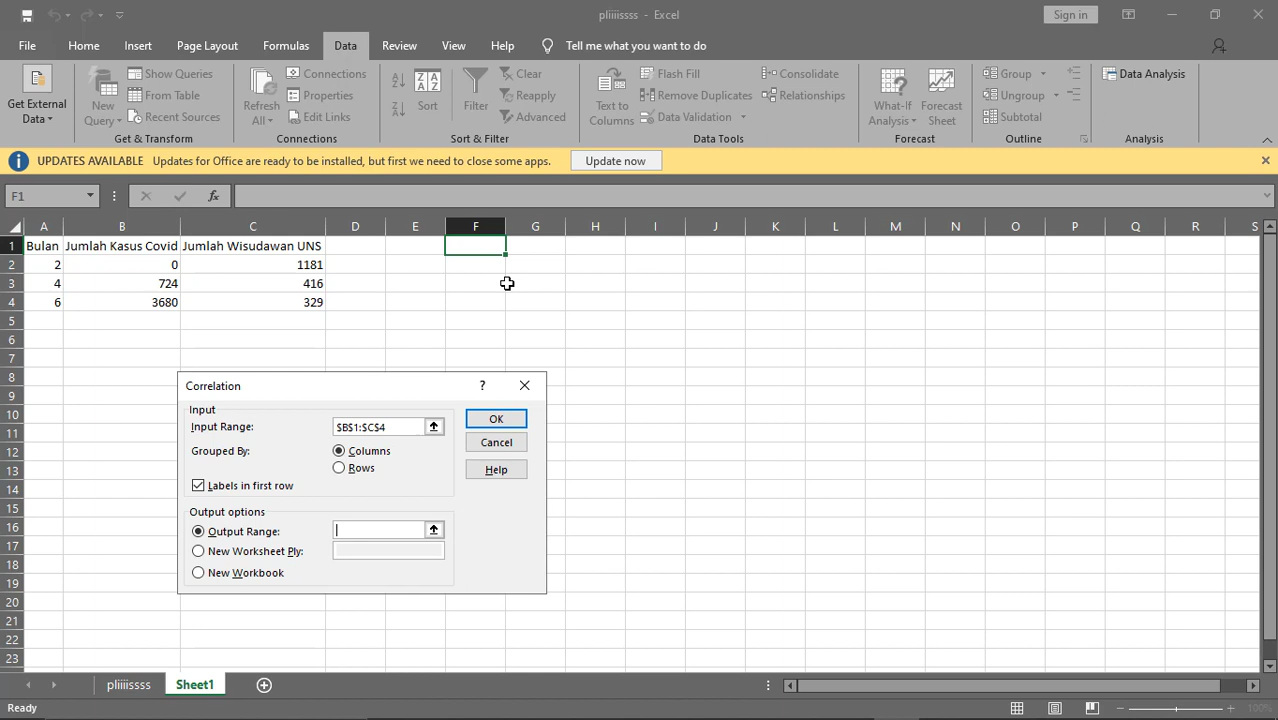 pliiiissss - Excel
Sign in
File Home Insert Page Layout Formulas Data Review View Help Tell me what you want to do
Get External Data
New Query
Show Queries
From Table
Recent Sources
Get & Transform
Refresh All
Connections
Properties
Edit Links
Connections
Sort
Filter
Clear
Reapply
Advanced
Sort & Filter
Text to Columns
Flash Fill
Remove Duplicates
Data Validation
Consolidate
Relationships
Data Tools
What-If Analysis
Forecast Sheet
Forecast
Group
Ungroup
Subtotal
Outline
Data Analysis
Analysis
UPDATES AVAILABLE Updates for Office are ready to be installed, but first we need to close some apps. Update now
F1 fx
A B C D E F G H I J K L M N O P Q R S
1 Bulan Jumlah Kasus Covid Jumlah Wisudawan UNS
2 2 0 1181
3 4 724 416
4 6 3680 329
5
6
7
8
9
10
11
12
13
14
15
16
17
18
19
20
21
22
23
Correlation ?
Input
Input Range: $B$1:$C$4
Grouped By: Columns
Rows
Labels in first row
Output options
Output Range:
New Worksheet Ply:
New Workbook
OK
Cancel
Help
pliiiissss Sheet1
Ready 100%